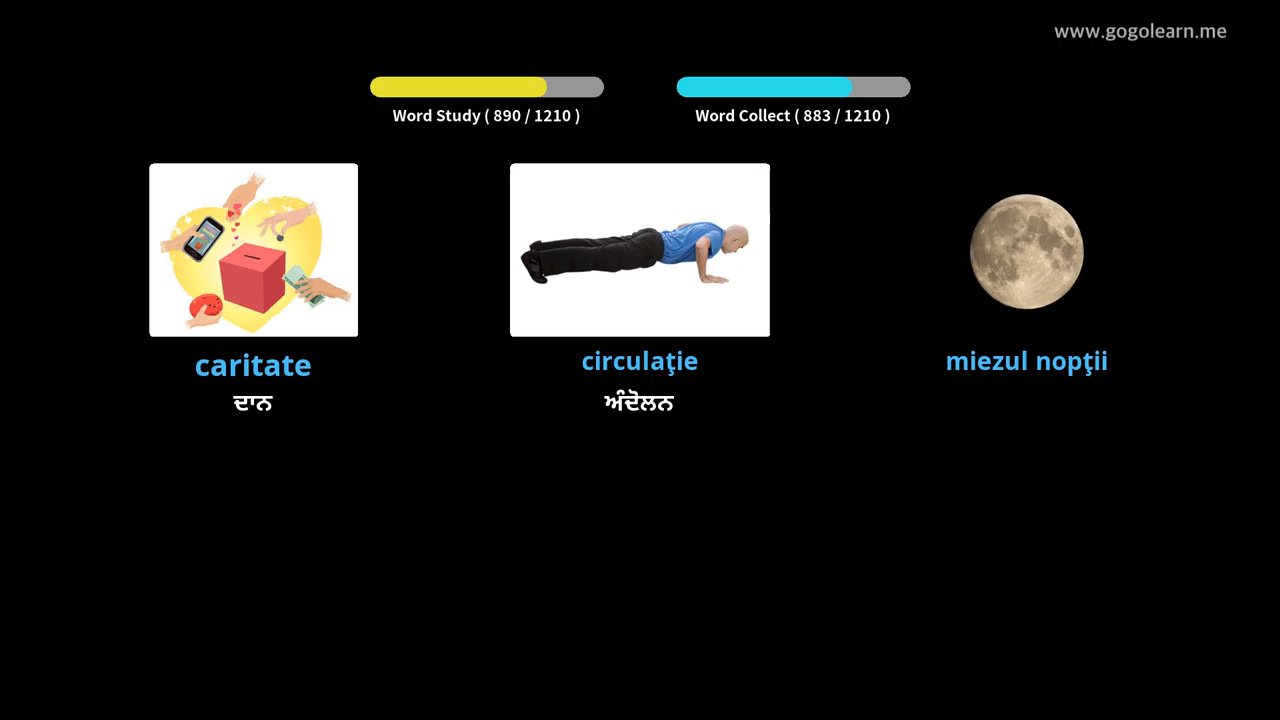 www.gogolearn.me
Word Study ( 890 / 1210 )
Word Collect ( 883 / 1210 )
caritate
ਦਾਨ
circulaţie
ਅੰਦੋਲਨ
miezul nopţii